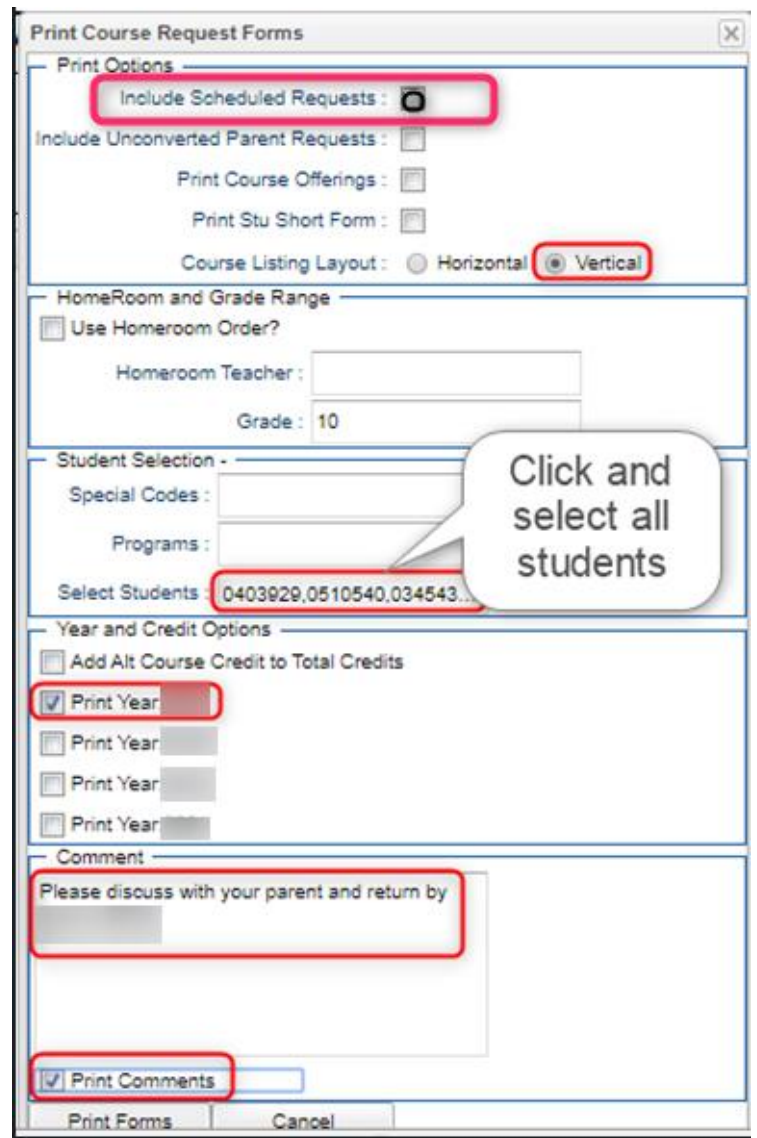 Print Course Request Forms
Print Options
Include Scheduled Requests :
Include Unconverted Parent Requests :
Print Course Offerings :
Print Stu Short Form :
Course Listing Layout : Horizontal Vertical
HomeRoom and Grade Range
Use Homeroom Order?
Homeroom Teacher :
Grade : 10
Student Selection -
Click and
select all
students
Special Codes :
Programs :
Select Students : 0403929,0510540,034543...
Year and Credit Options
Add Alt Course Credit to Total Credits
Print Year
Print Year
Print Year
Print Year
Comment
Please discuss with your parent and return by
Print Comments
Print Forms Cancel